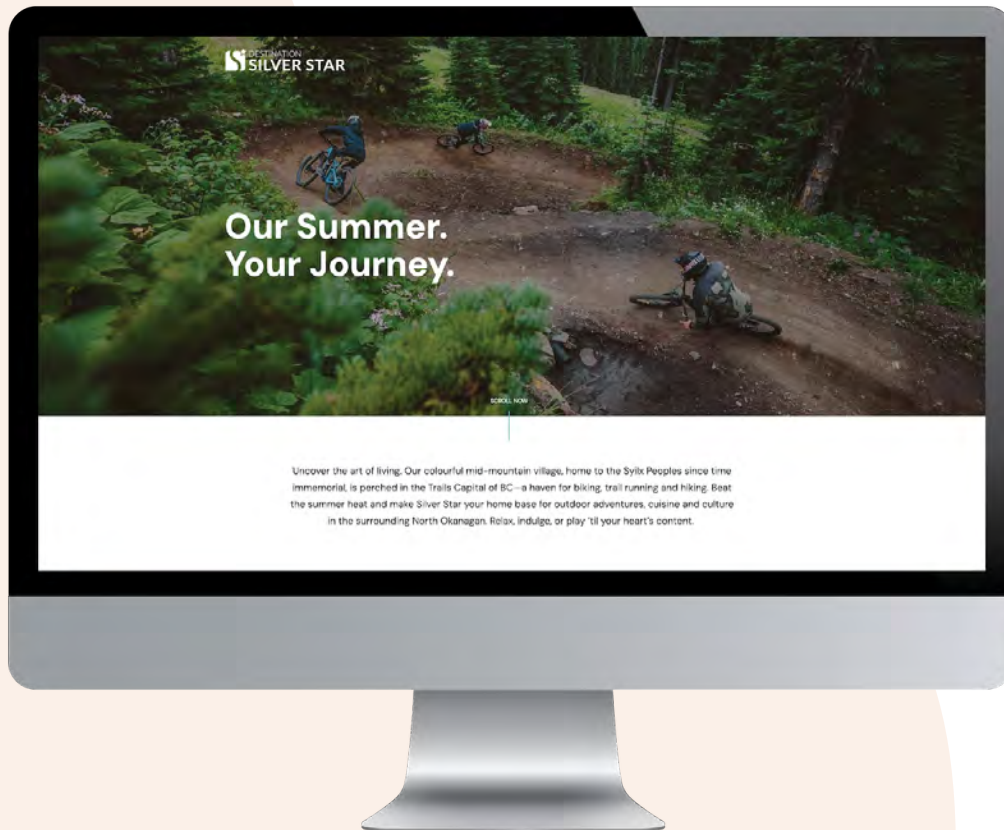 DESTINATION
SILVER STAR
Our Summer.
Your Journey.
SCROLL NOW
Uncover the art of living. Our colourful mid-mountain village, home to the Syilx Peoples since time
immemorial, is perched in the Trails Capital of BC—a haven for biking, trail running and hiking. Beat
the summer heat and make Silver Star your home base for outdoor adventures, cuisine and culture
in the surrounding North Okanagan. Relax, indulge, or play 'til your heart's content.